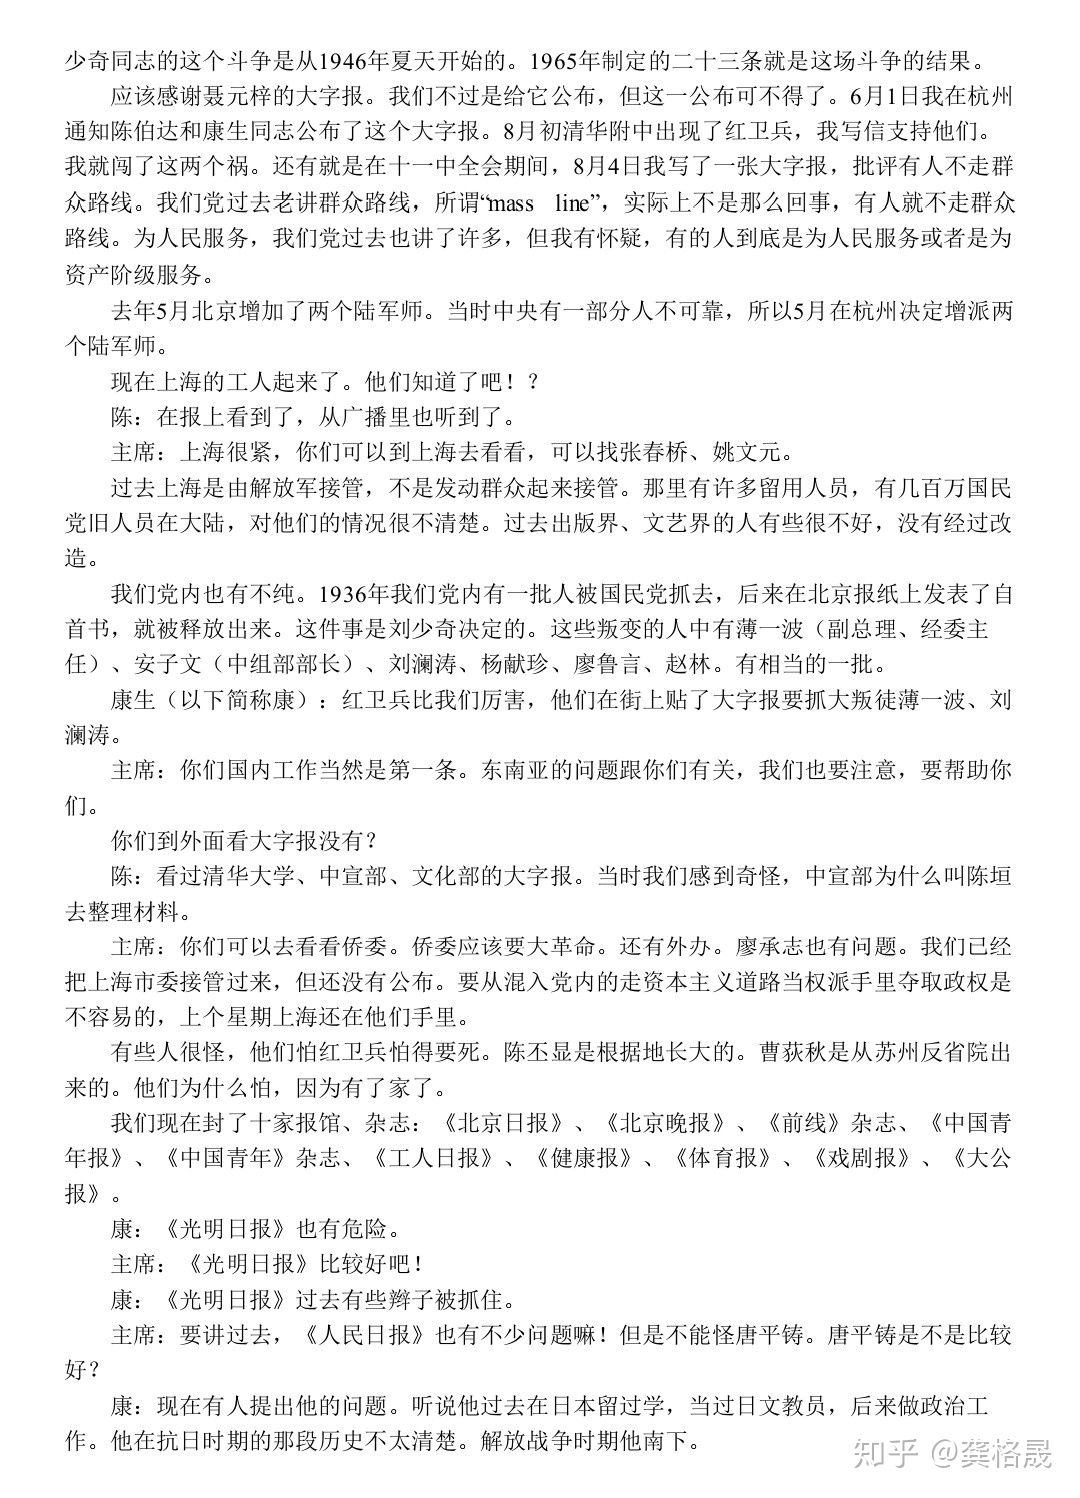 少奇同志的这个斗争是从1946年夏天开始的。1965年制定的二十三条就是这场斗争的结果。
应该感谢聂元梓的大字报。我们不过是给它公布，但这一公布可不得了。6月1日我在杭州
通知陈伯达和康生同志公布了这个大字报。8月初清华附中出现了红卫兵，我写信支持他们。
我就闯了这两个祸。还有就是在十一中全会期间，8月4日我写了一张大字报，批评有人不走群
众路线。我们党过去老讲群众路线，所谓“mass line”，实际上不是那么回事，有人就不走群众
路线。为人民服务，我们党过去也讲了许多，但我有怀疑，有的人到底是为人民服务或者是为
资产阶级服务。
去年5月北京增加了两个陆军师。当时中央有一部分人不可靠，所以5月在杭州决定增派两
个陆军师。
现在上海的工人起来了。他们知道了吧！？
陈：在报上看到了，从广播里也听到了。
主席：上海很紧，你们可以到上海去看看，可以找张春桥、姚文元。
过去上海是由解放军接管，不是发动群众起来接管。那里有许多留用人员，有几百万国民
党旧人员在大陆，对他们的情况很不清楚。过去出版界、文艺界的人有些很不好，没有经过改
造。
我们党内也有不纯。1936年我们党内有一批人被国民党抓去，后来在北京报纸上发表了自
首书，就被释放出来。这件事是刘少奇决定的。这些叛变的人中有薄一波（副总理、经委主
任）、安子文（中组部部长）、刘澜涛、杨献珍、廖鲁言、赵林。有相当的一批。
康生（以下简称康）：红卫兵比我们厉害，他们在街上贴了大字报要抓大叛徒薄一波、刘
澜涛。
主席：你们国内工作当然是第一条。东南亚的问题跟你们有关，我们也要注意，要帮助你
们。
你们到外面看大字报没有？
陈：看过清华大学、中宣部、文化部的大字报。当时我们感到奇怪，中宣部为什么叫陈垣
去整理材料。
主席：你们可以去看看侨委。侨委应该要大革命。还有外办。廖承志也有问题。我们已经
把上海市委接管过来，但还没有公布。要从混入党内的走资本主义道路当权派手里夺取政权是
不容易的，上个星期上海还在他们手里。
有些人很怪，他们怕红卫兵怕得要死。陈丕显是根据地长大的。曹荻秋是从苏州反省院出
来的。他们为什么怕，因为有了家了。
我们现在封了十家报馆、杂志：《北京日报》、《北京晚报》、《前线》杂志、《中国青
年报》、《中国青年》杂志、《工人日报》、《健康报》、《体育报》、《戏剧报》、《大公
报》。
康：《光明日报》也有危险。
主席：《光明日报》比较好吧！
康：《光明日报》过去有些辫子被抓住。
主席：要讲过去，《人民日报》也有不少问题嘛！但是不能怪唐平铸。唐平铸是不是比较
好？
康：现在有人提出他的问题。听说他过去在日本留过学，当过日文教员，后来做政治工
作。他在抗日时期的那段历史不太清楚。解放战争时期他南下。
知乎 @龚格晟